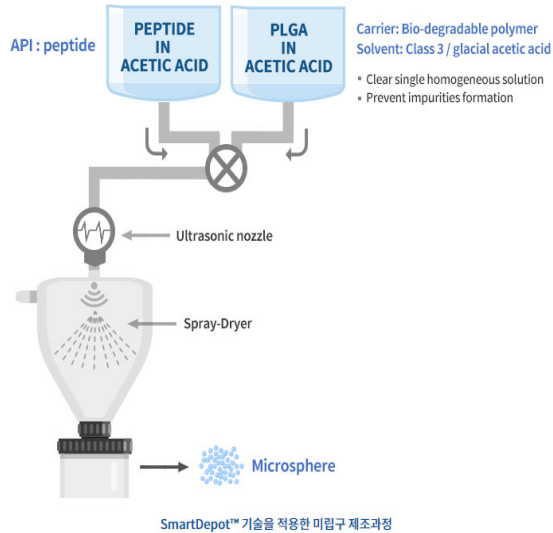 API : peptide
PEPTIDE
IN
ACETIC ACID
PLGA
IN
ACETIC ACID
Carrier: Bio-degradable polymer
Solvent: Class 3 / glacial acetic acid
▪ Clear single homogeneous solution
▪ Prevent impurities formation
Ultrasonic nozzle
Spray-Dryer
Microsphere
SmartDepot™ 기술을 적용한 미립구 제조과정